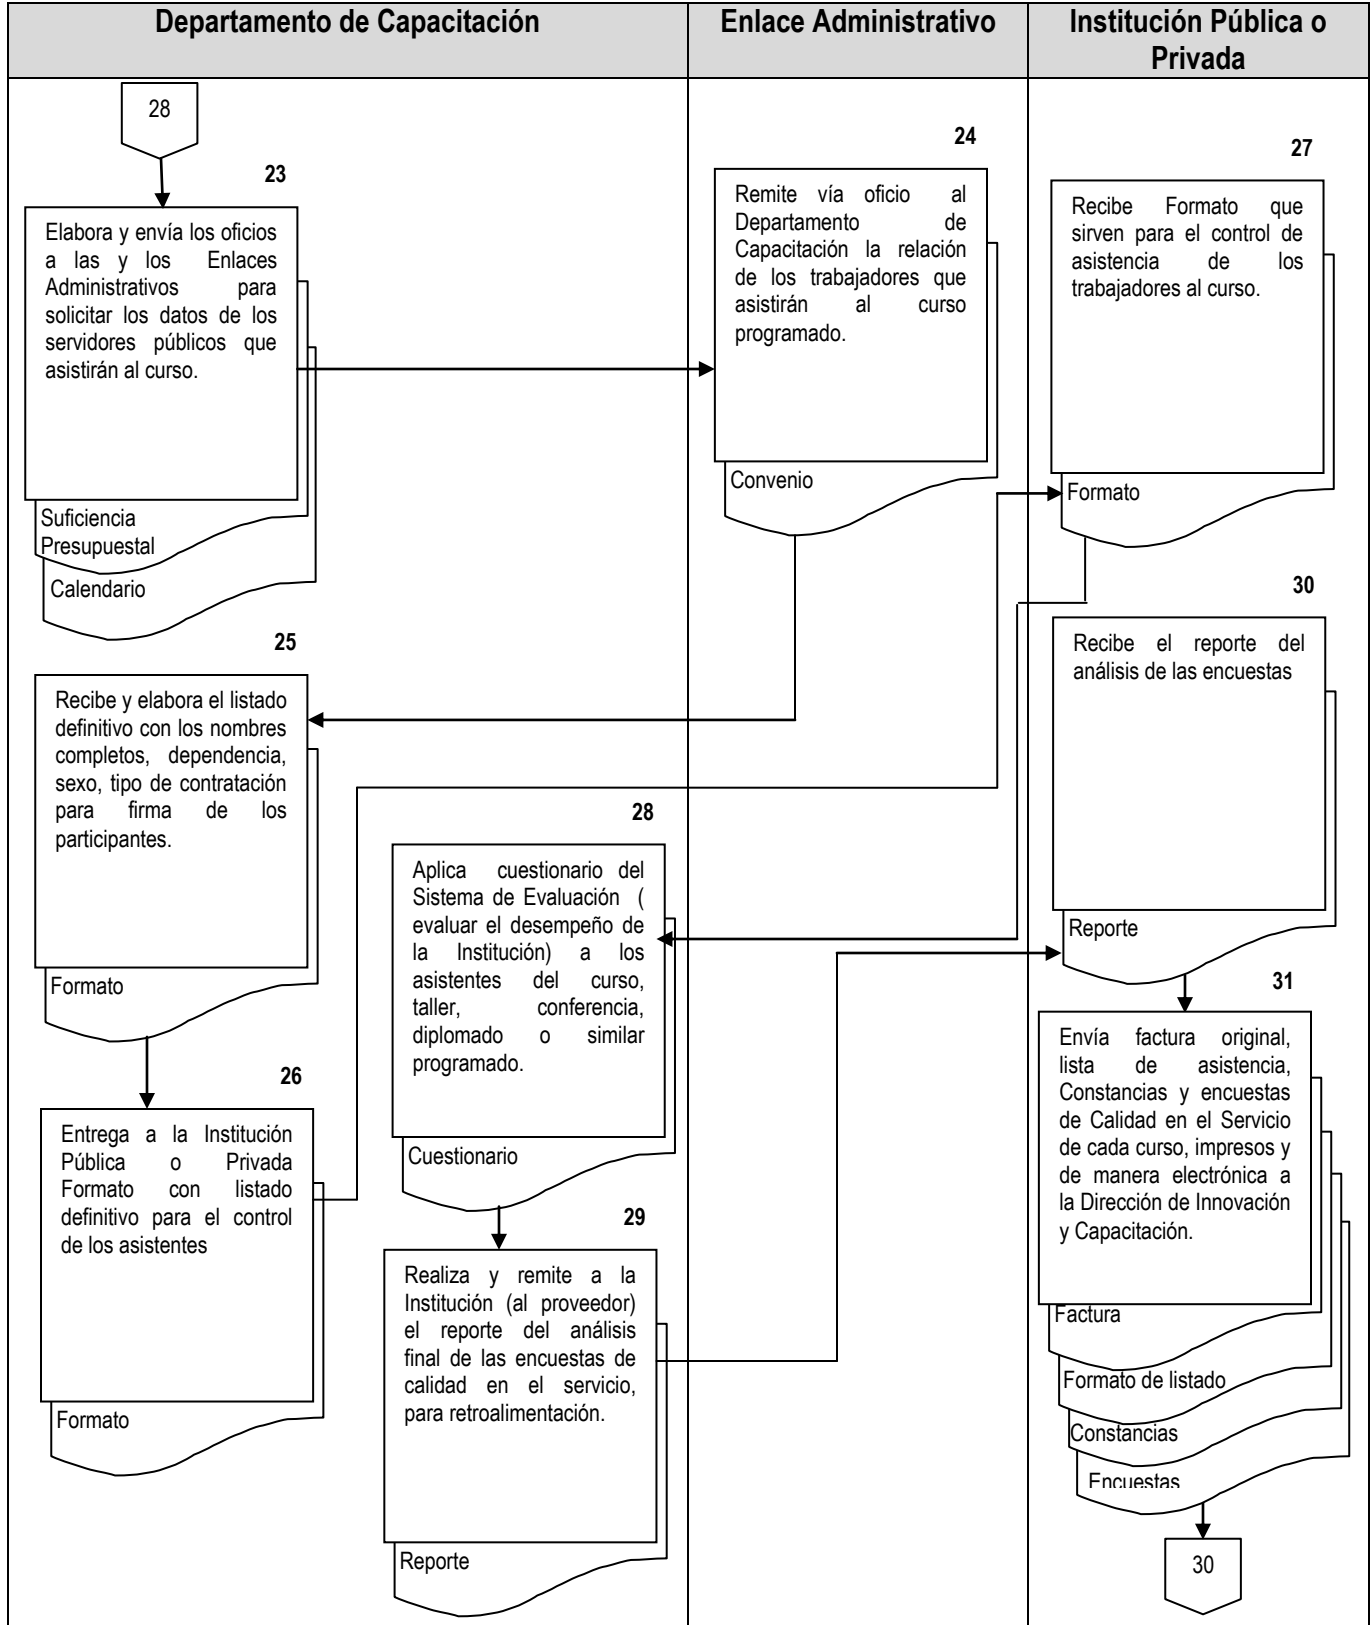 Departamento de Capacitación
Enlace Administrativo
Institución Pública o
Privada
28
23
Elabora y envía los oficios
a las y los Enlaces
Administrativos para
solicitar los datos de los
servidores públicos que
asistirán al curso.
Suficiencia
Presupuestal
Calendario
24
Remite vía oficio al
Departamento de
Capacitación la relación
de los trabajadores que
asistirán al curso
programado.
Convenio
27
Recibe Formato que
sirven para el control de
asistencia de los
trabajadores al curso.
Formato
25
Recibe y elabora el listado
definitivo con los nombres
completos, dependencia,
sexo, tipo de contratación
para firma de los
participantes.
Formato
26
Entrega a la Institución
Pública o Privada
Formato con listado
definitivo para el control
de los asistentes
Formato
28
Aplica cuestionario del
Sistema de Evaluación (
evaluar el desempeño de
la Institución) a los
asistentes del curso,
taller, conferencia,
diplomado o similar
programado.
Cuestionario
29
Realiza y remite a la
Institución (al proveedor)
el reporte del análisis
final de las encuestas de
calidad en el servicio,
para retroalimentación.
Reporte
30
Recibe el reporte del
análisis de las encuestas
Reporte
31
Envía factura original,
lista de asistencia,
Constancias y encuestas
de Calidad en el Servicio
de cada curso, impresos y
de manera electrónica a
la Dirección de Innovación
y Capacitación.
Factura
Formato de listado
Constancias
Encuestas
30